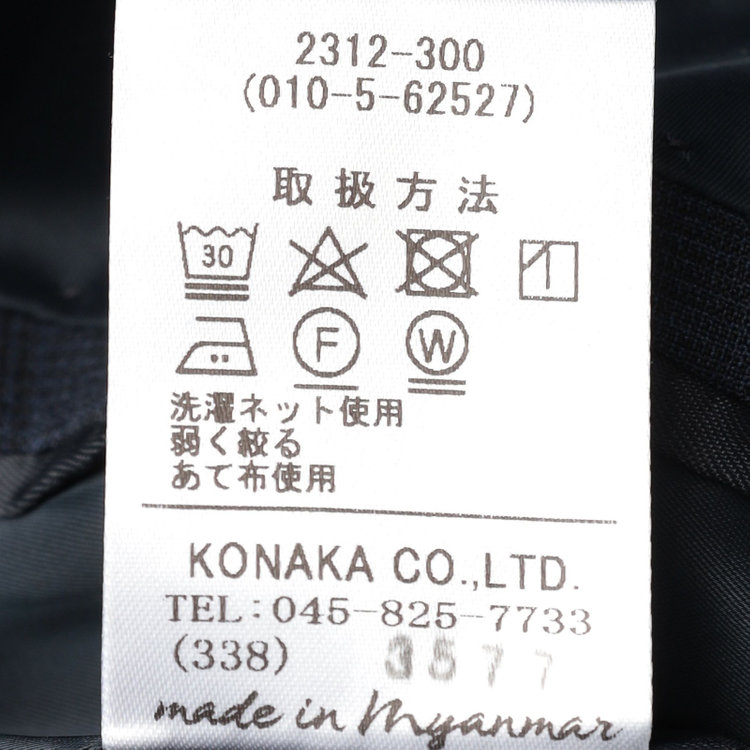 2312-300
(010-5-62527)
取扱方法
30
F W
洗濯ネット使用
弱く絞る
あて布使用
KONAKA CO.,LTD.
TEL:045-825-7733
(338) 3577
made in Myanmar